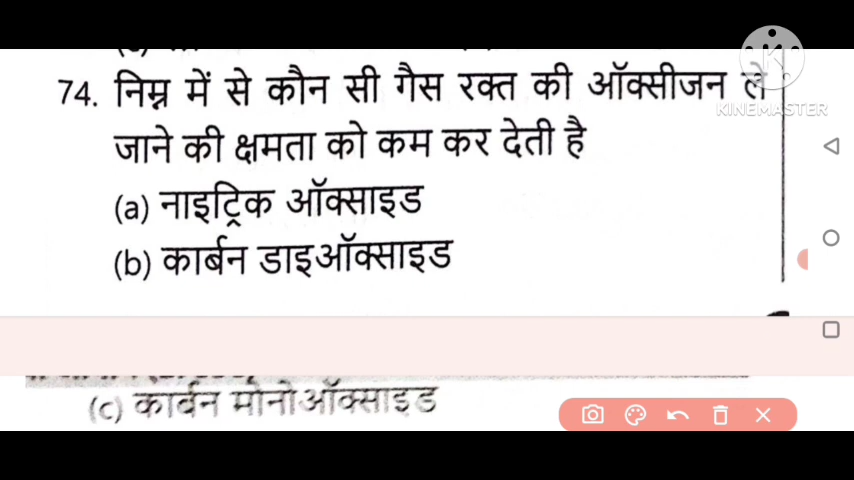 KINEMASTER
74. निम्न में से कौन सी गैस रक्त की ऑक्सीजन ले
जाने की क्षमता को कम कर देती है
(a) नाइट्रिक ऑक्साइड
(b) कार्बन डाइऑक्साइड
(c) कार्बन मोनोऑक्साइड